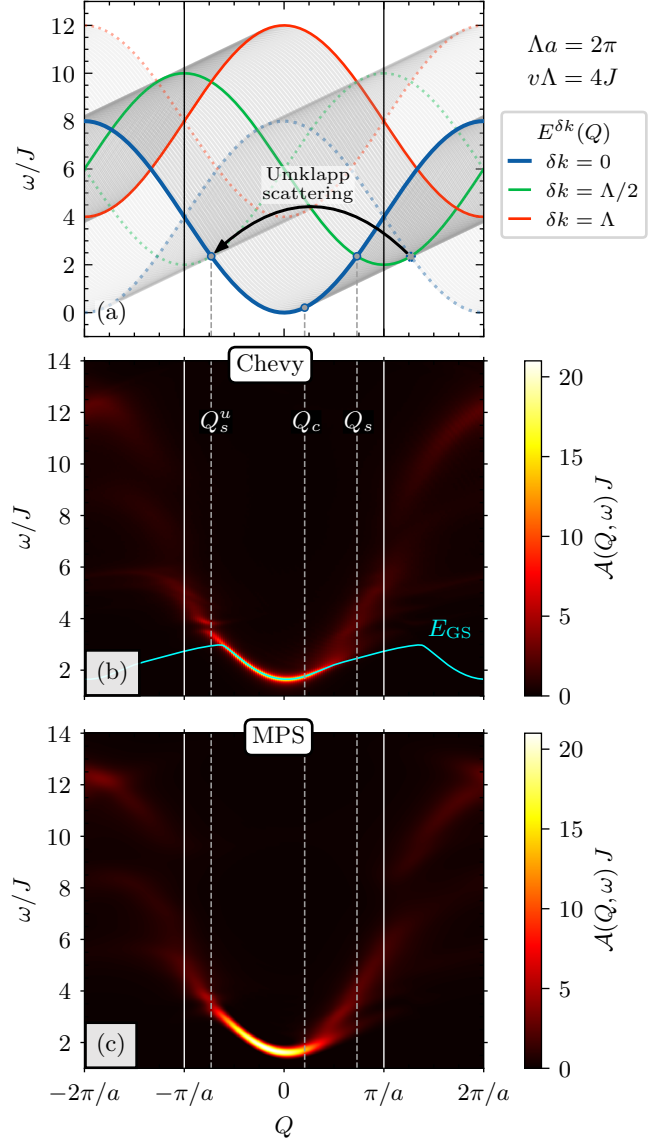 Λa = 2π
vΛ = 4J
E^{δk}(Q)
δk = 0
δk = Λ/2
δk = Λ
ω/J
12
10
8
6
4
2
0
Umklapp
scattering
(a)
Chevy
ω/J
14
12
10
8
6
4
2
Q_s^u
Q_c
Q_s
E_GS
(b)
20
15
10
5
0
𝒜(Q, ω) J
MPS
ω/J
14
12
10
8
6
4
2
(c)
20
15
10
5
0
𝒜(Q, ω) J
−2π/a −π/a 0 π/a 2π/a
Q